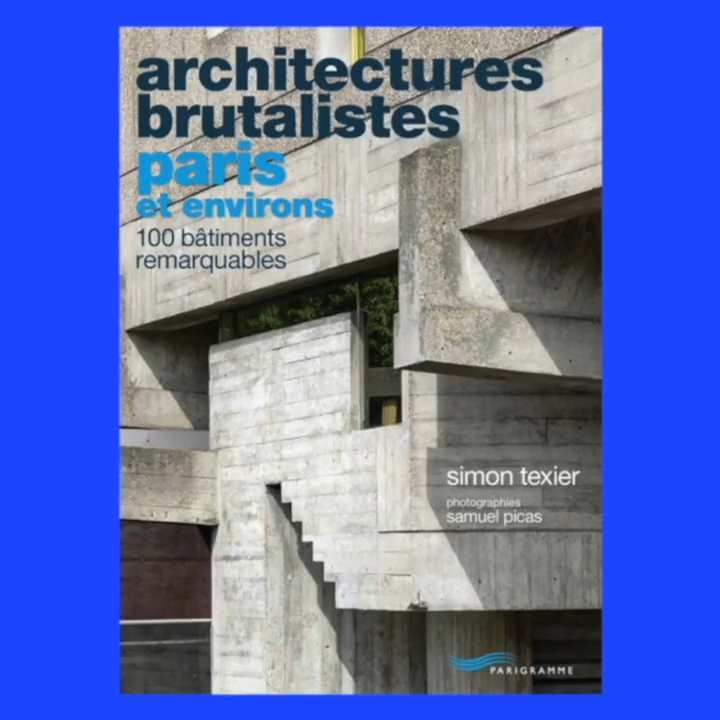 architectures
brutalistes
paris
et environs
100 bâtiments
remarquables
simon texier
photographies
samuel picas
PARIGRAMME